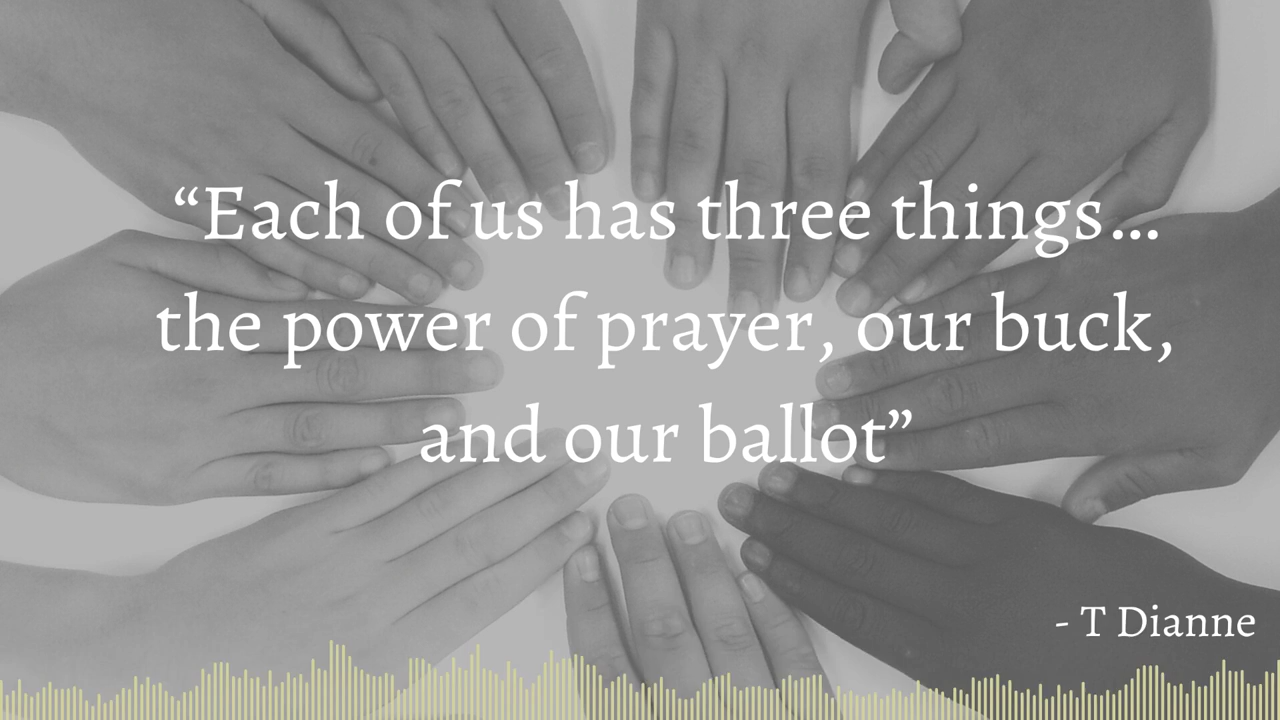 “Each of us has three things...
the power of prayer, our buck,
and our ballot”
- T Dianne